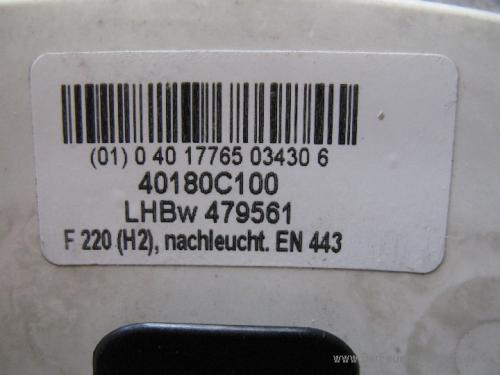 (01) 0 40 17765 03430 6
40180C100
LHBw 479561
F 220 (H2), nachleucht. EN 443